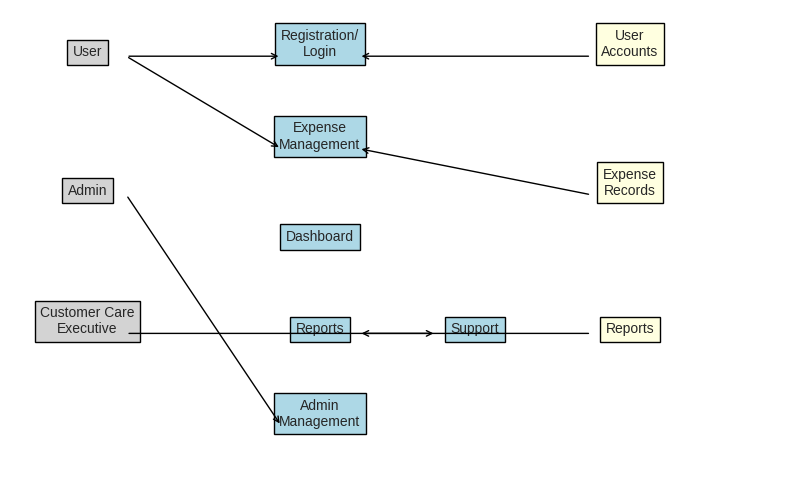 User
Registration/
Login
User
Accounts
Expense
Management
Admin
Expense
Records
Dashboard
Customer Care
Executive
Reports
Support
Reports
Admin
Management